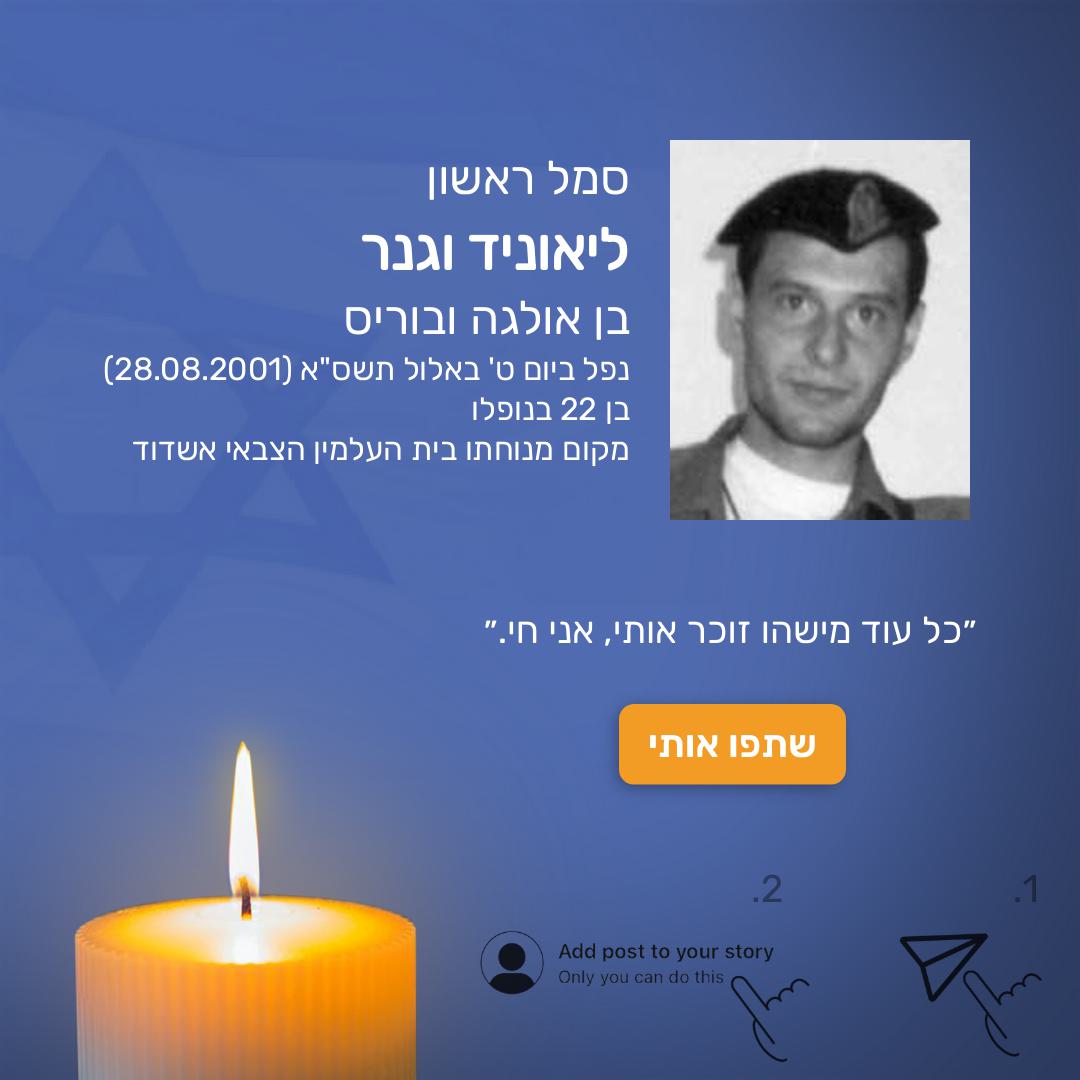 סמל ראשון
ליאוניד וגנר
בן אולגה ובוריס
נפל ביום ט' באלול תשס"א (28.08.2001)
בן 22 בנופלו
מקום מנוחתו בית העלמין הצבאי אשדוד
״כל עוד מישהו זוכר אותי, אני חי.״
שתפו אותי
.1
.2
Add post to your story
Only you can do this